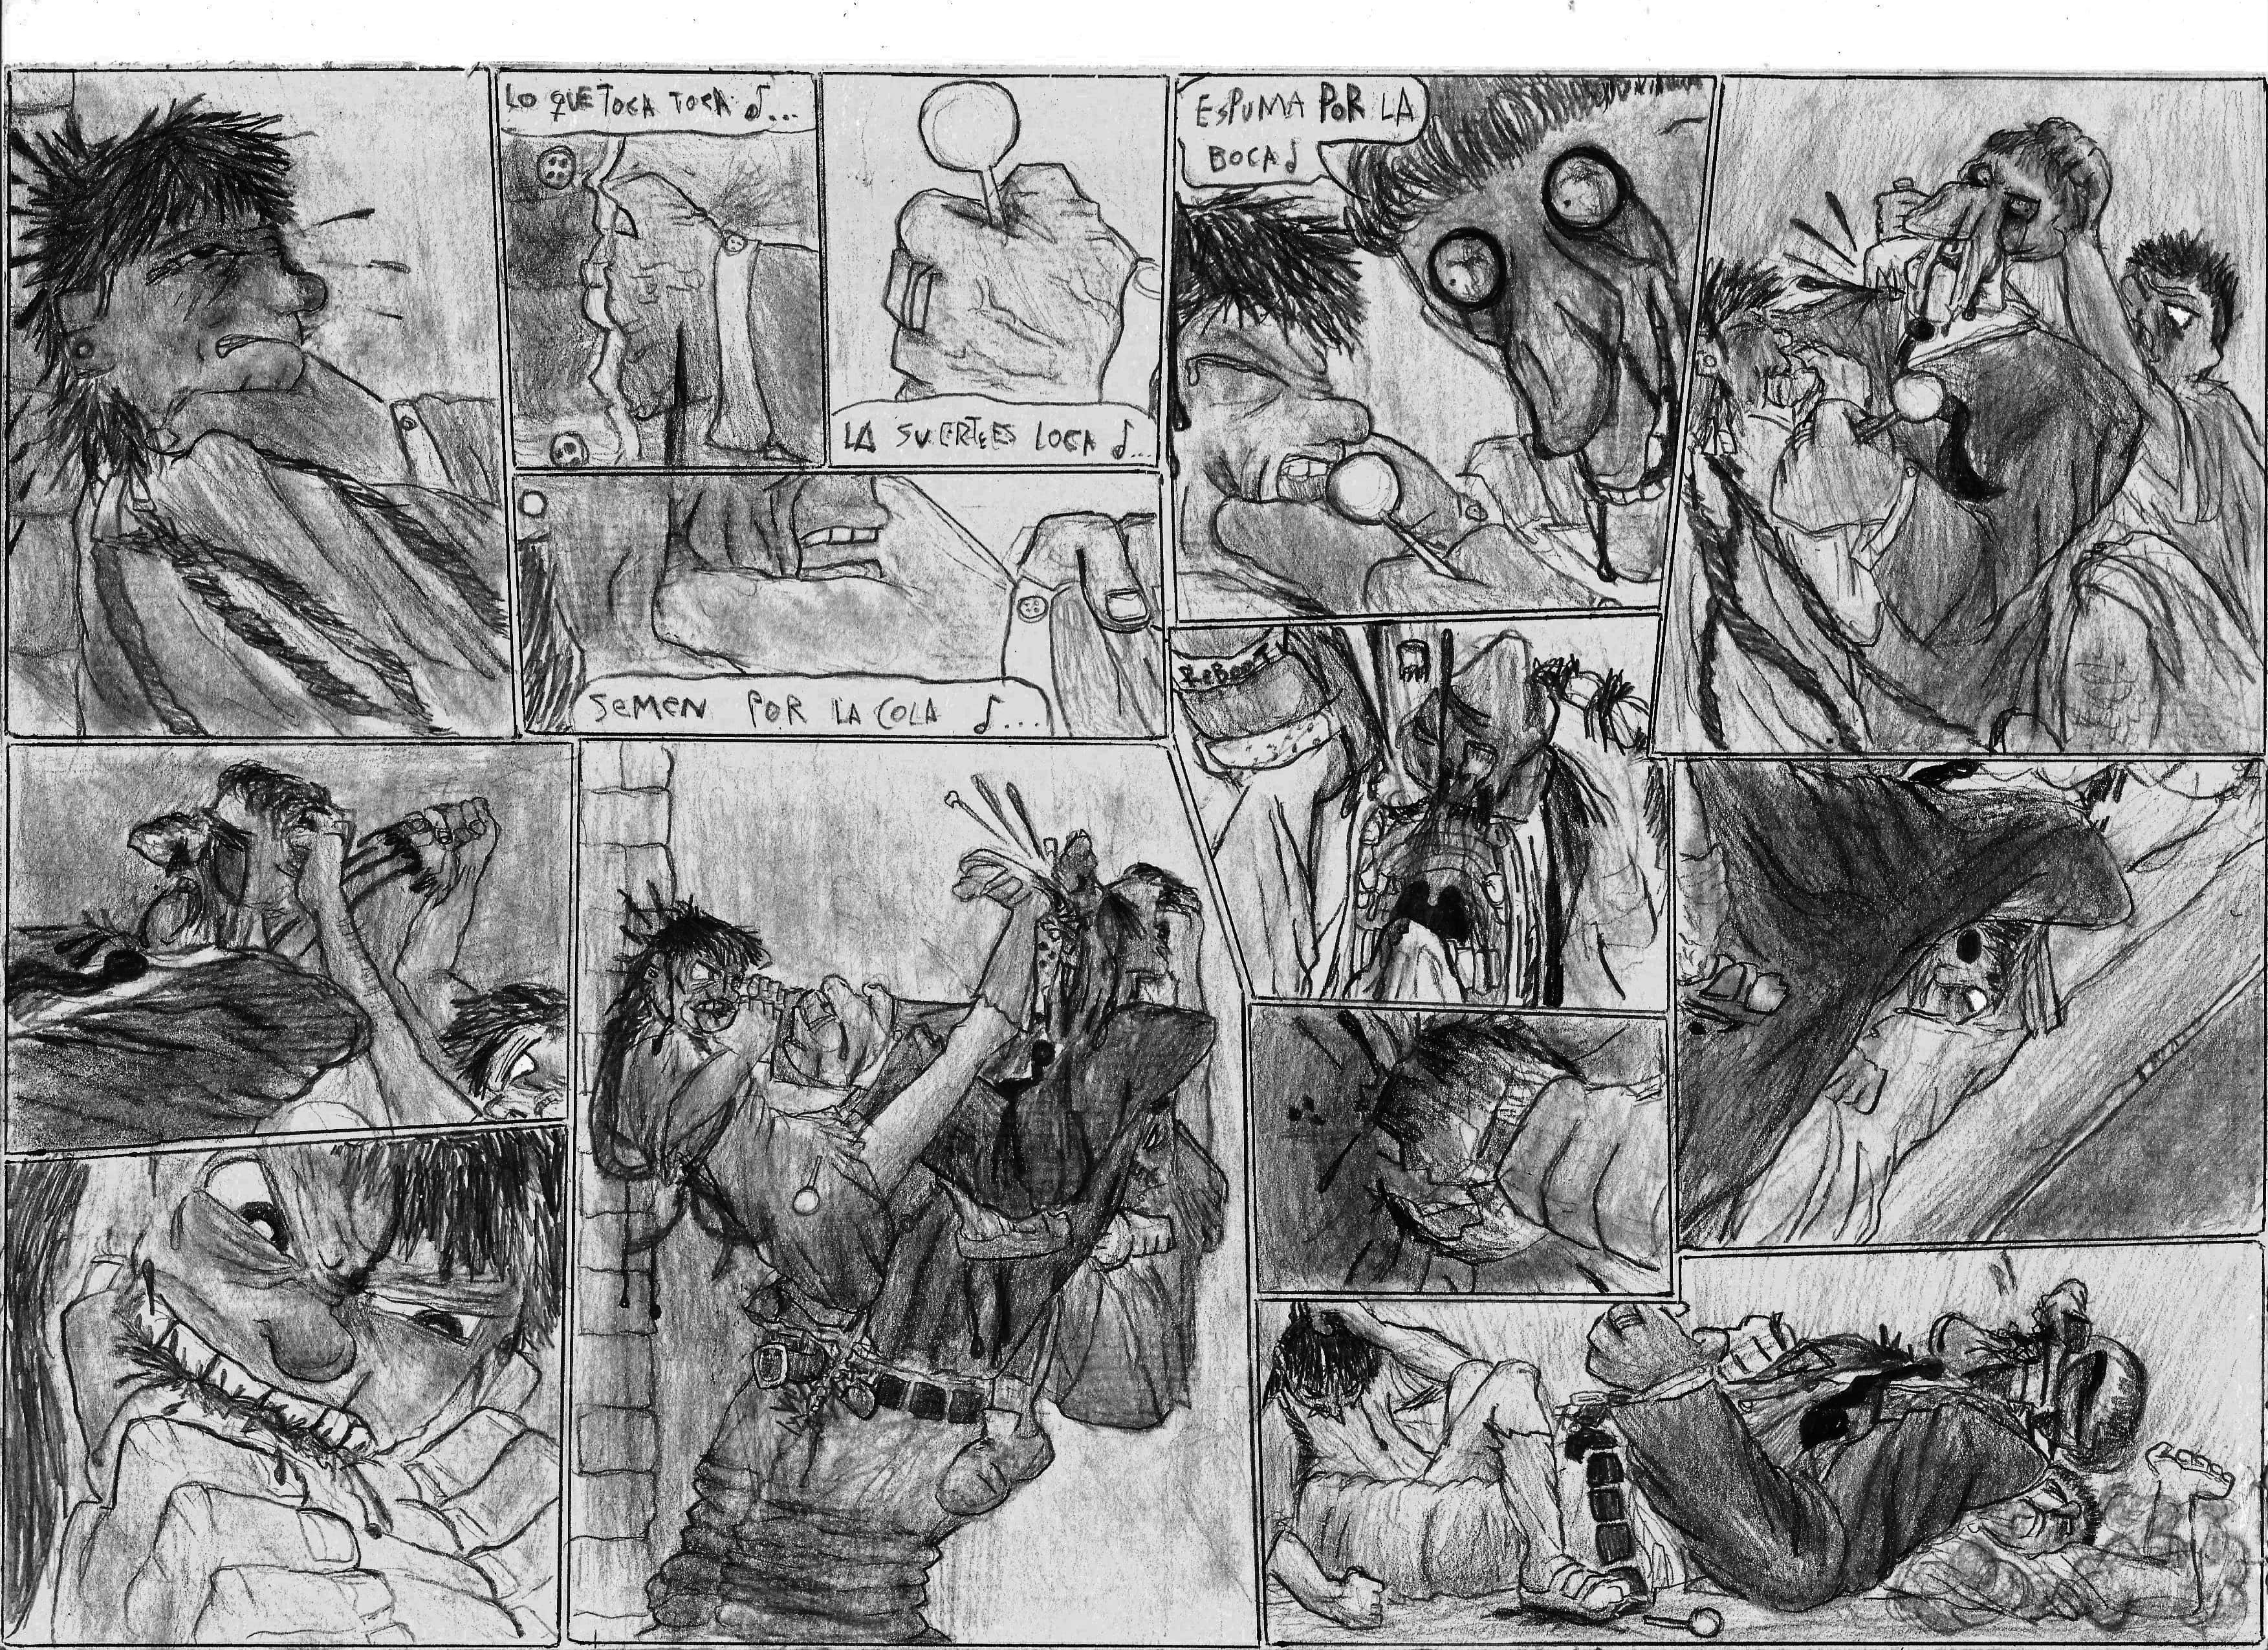 LO QUE TOCA TOCA ♪...
LA SUERTE ES LOCA ♪...
SEMEN POR LA COLA ♪...
ESPUMA POR LA
BOCA ♪